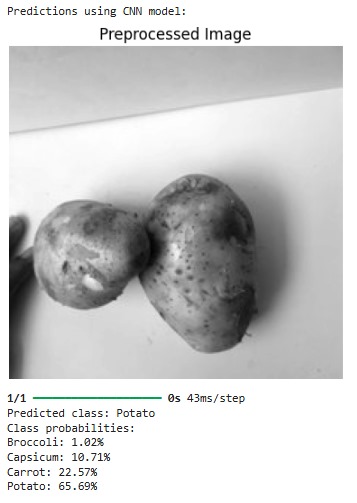 Predictions using CNN model:
Preprocessed Image
1/1 ━━━━━━━━━━━━━━━━━━━━ 0s 43ms/step
Predicted class: Potato
Class probabilities:
Broccoli: 1.02%
Capsicum: 10.71%
Carrot: 22.57%
Potato: 65.69%